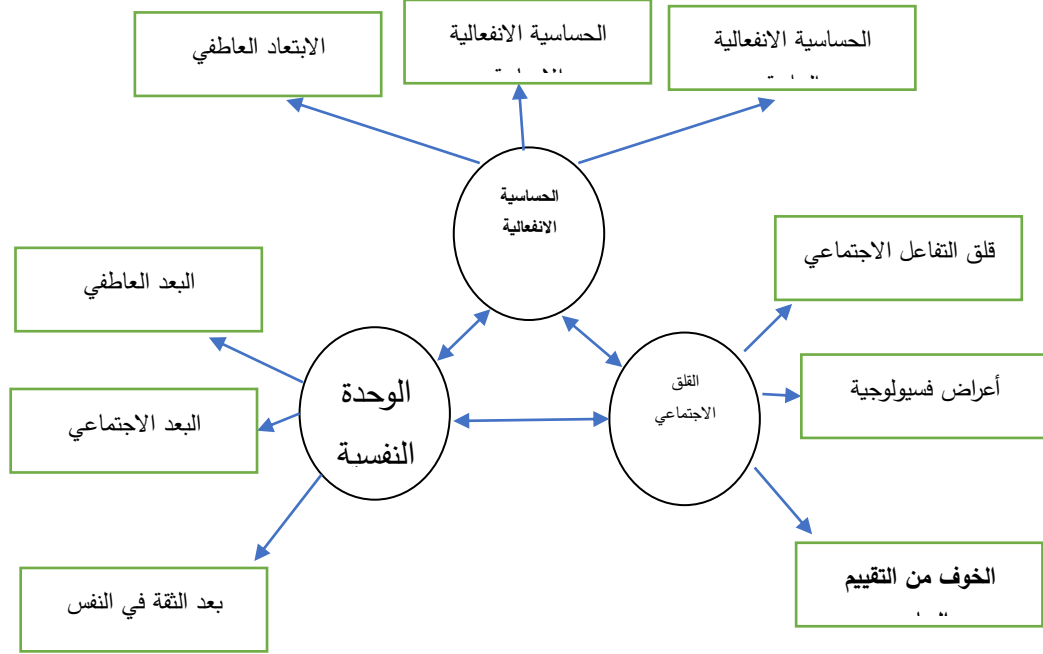 الحساسية الانفعالية
الحساسية الانفعالية
الابتعاد العاطفي
الحساسية
الانفعالية
قلق التفاعل الاجتماعي
البعد العاطفي
أعراض فسيولوجية
القلق
الاجتماعي
الوحدة
النفسية
البعد الاجتماعي
الخوف من التقييم
بعد الثقة في النفس